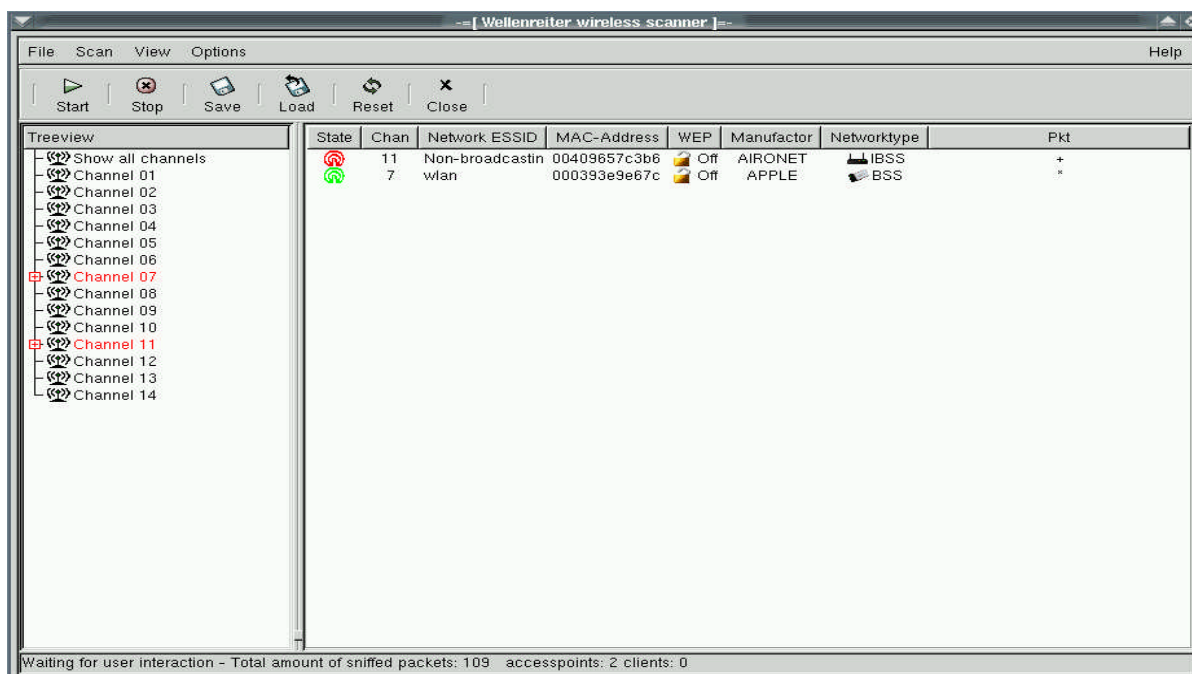 -=[ Wellenreiter wireless scanner ]=-
File Scan View Options Help
Start Stop Save Load Reset Close
Treeview
Show all channels
Channel 01
Channel 02
Channel 03
Channel 04
Channel 05
Channel 06
Channel 07
Channel 08
Channel 09
Channel 10
Channel 11
Channel 12
Channel 13
Channel 14
State Chan Network ESSID MAC-Address WEP Manufactor Networktype Pkt
11 Non-broadcastin 00409657c3b6 Off AIRONET IBSS +
7 wlan 000393e9e67c Off APPLE BSS *
Waiting for user interaction - Total amount of sniffed packets: 109 accesspoints: 2 clients: 0